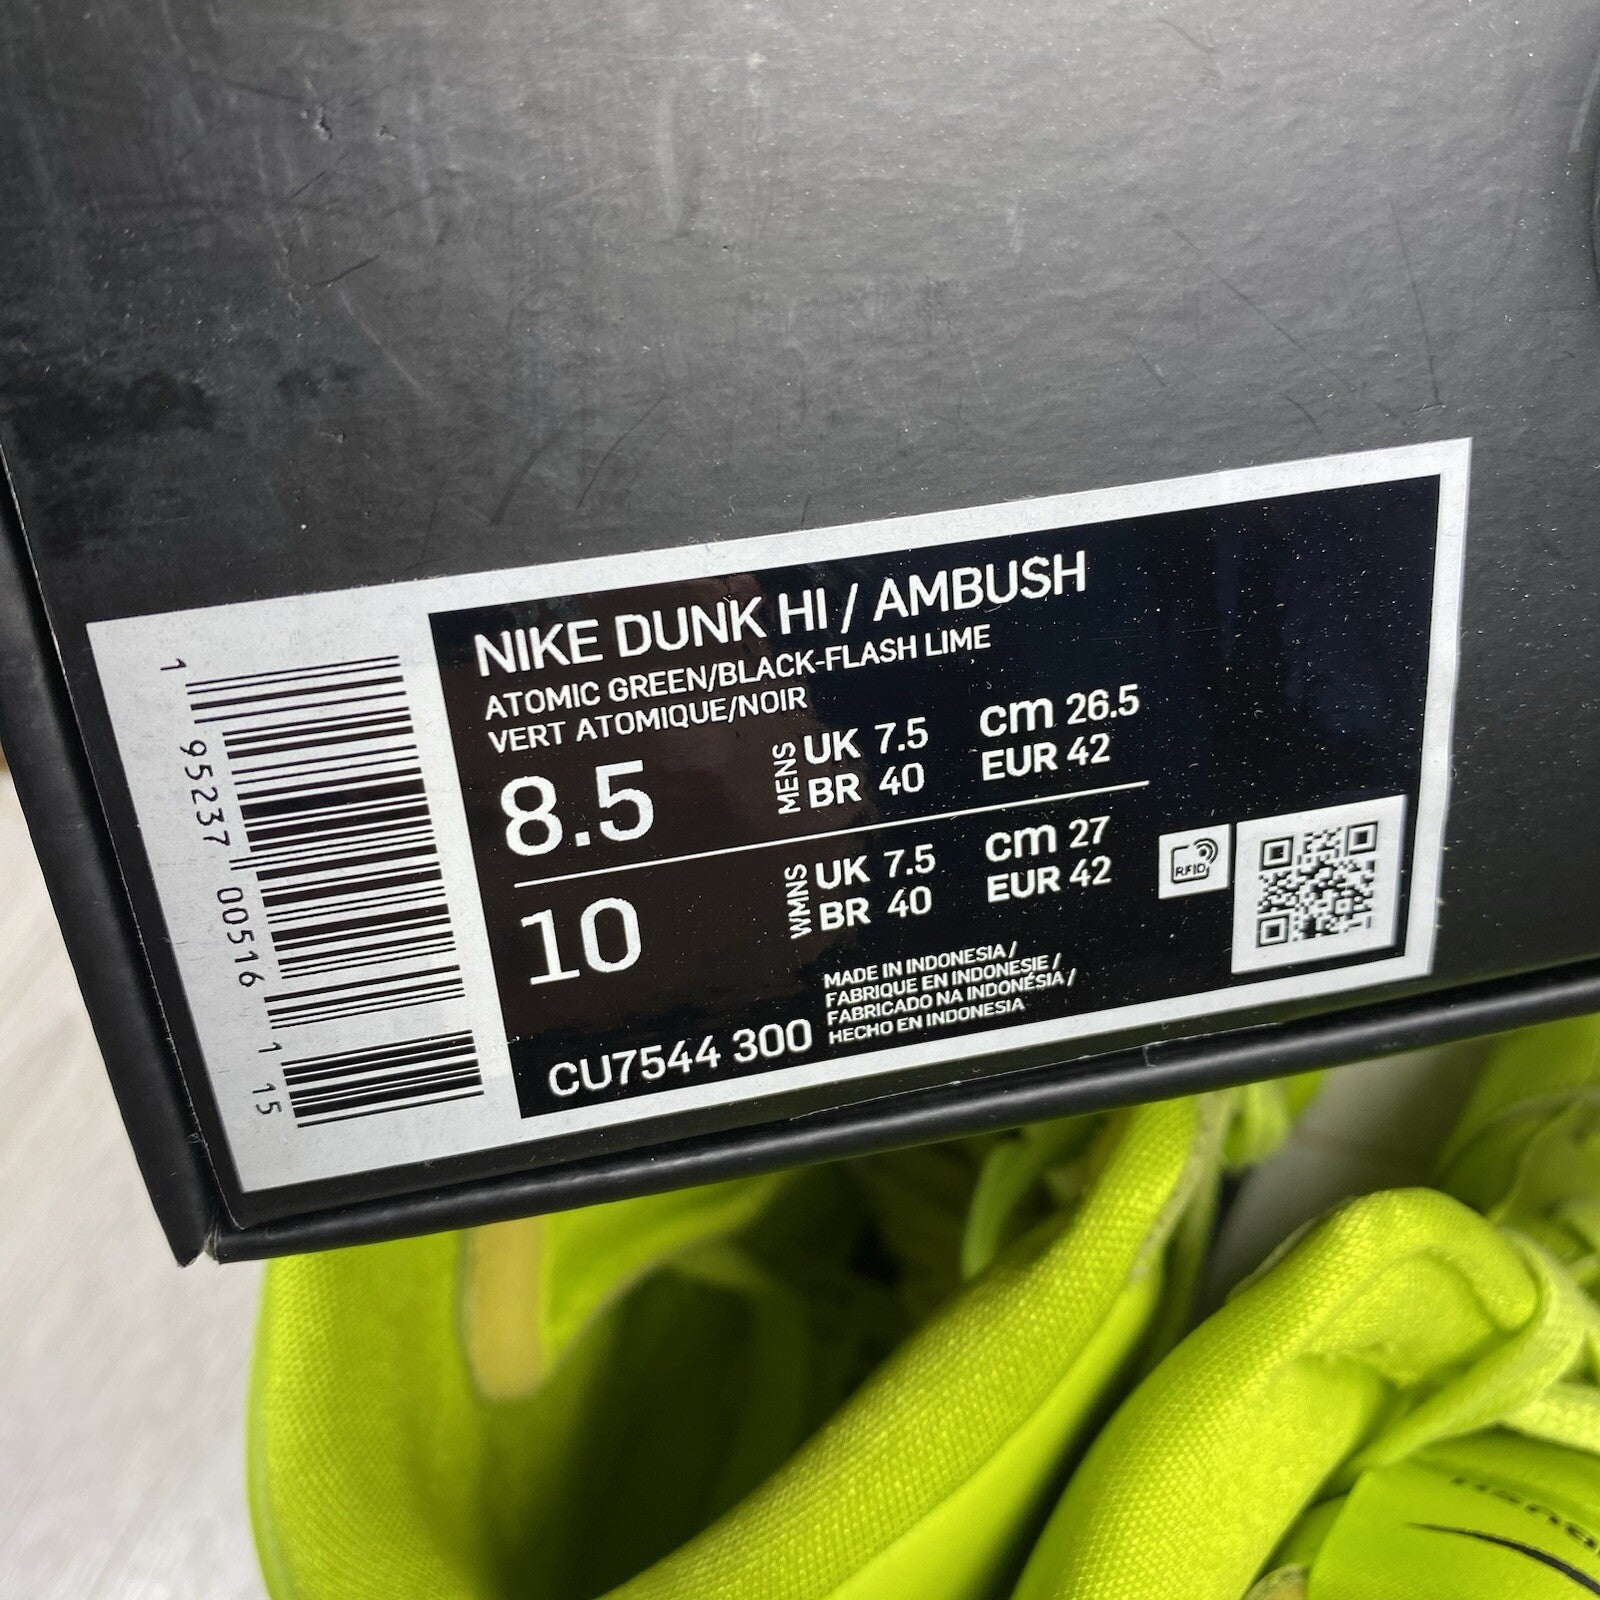 NIKE DUNK HI / AMBUSH
ATOMIC GREEN/BLACK-FLASH LIME
VERT ATOMIQUE/NOIR
8.5
MENS
UK 7.5
BR 40
cm 26.5
EUR 42
10
WMNS
UK 7.5
BR 40
cm 27
EUR 42
RFID
CU7544 300
MADE IN INDONESIA /
FABRIQUE EN INDONESIE /
FABRICADO NA INDONÉSIA /
HECHO EN INDONESIA
1 95237 00516 1 15